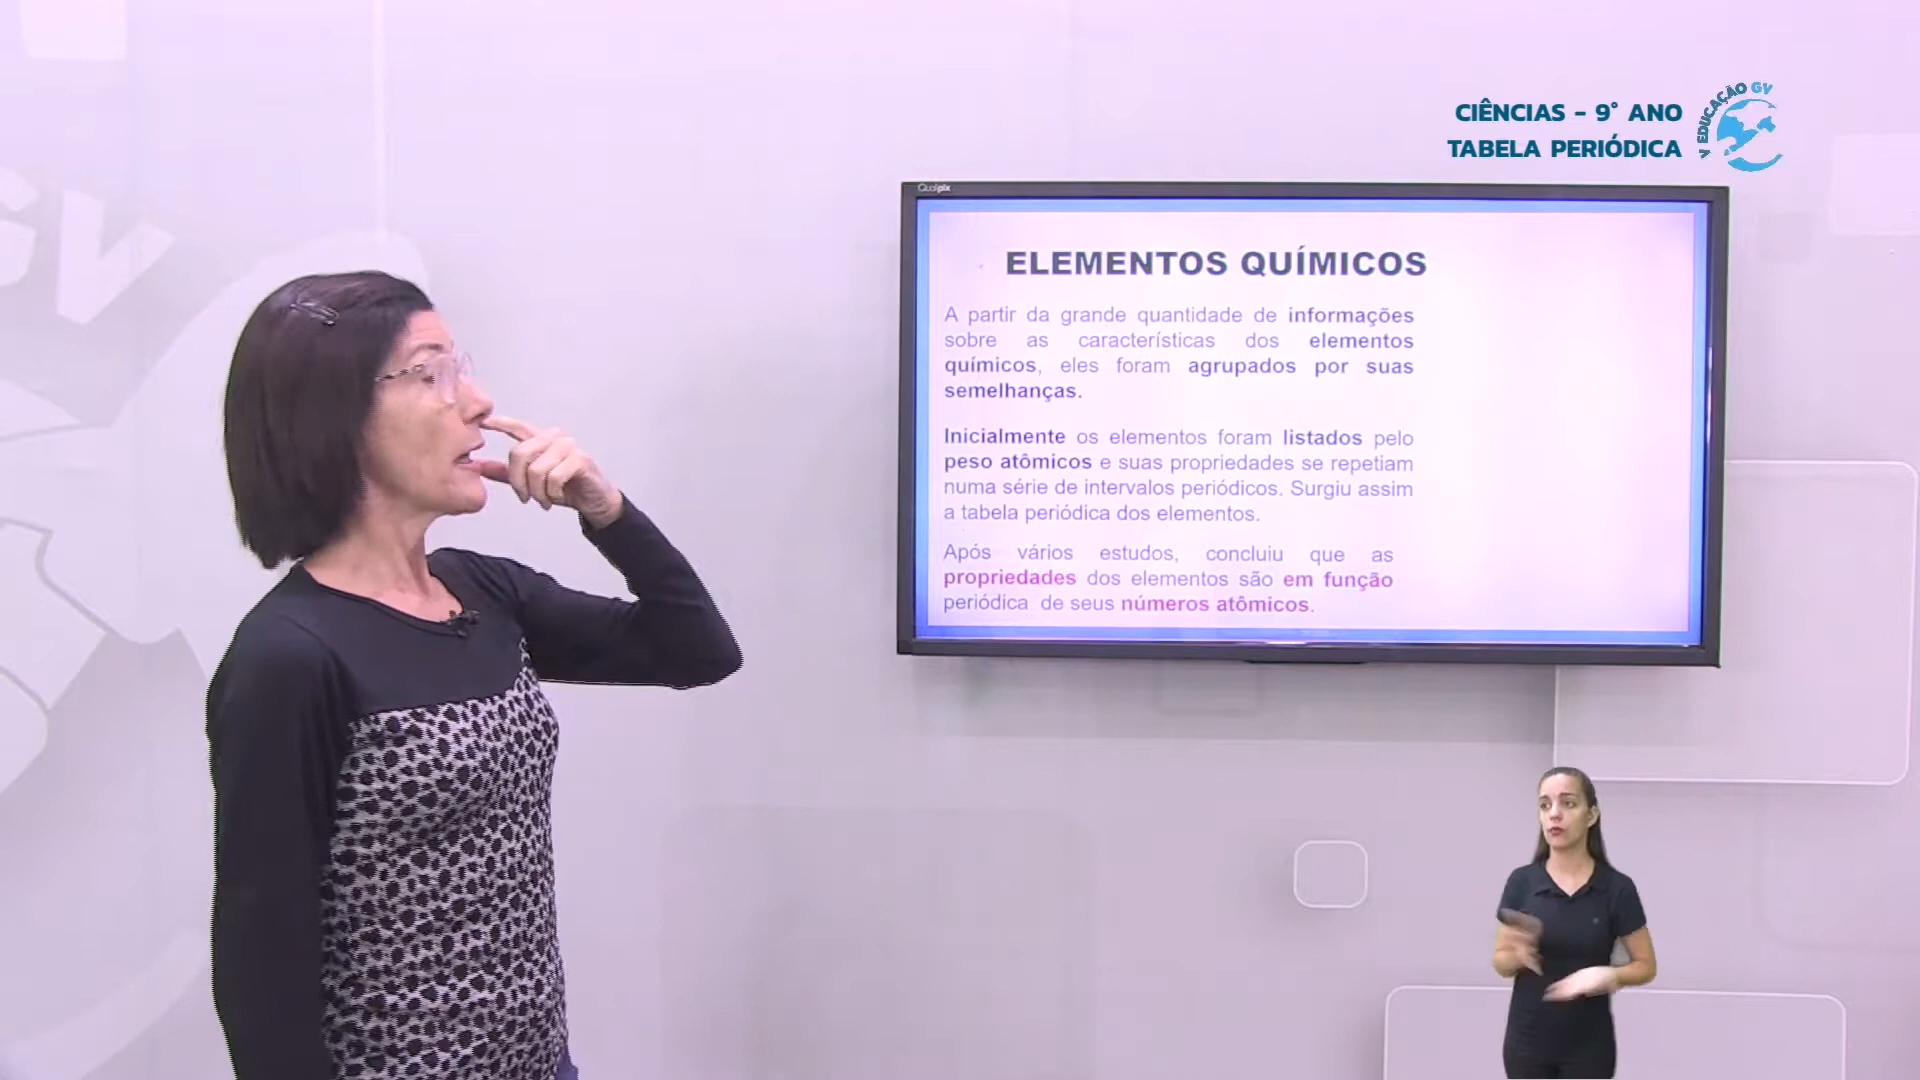 CIÊNCIAS - 9° ANO
TABELA PERIÓDICA
V EDUCAÇÃO GV
Qualipix
ELEMENTOS QUÍMICOS
A partir da grande quantidade de informações
sobre as características dos elementos
químicos, eles foram agrupados por suas
semelhanças.
Inicialmente os elementos foram listados pelo
peso atômicos e suas propriedades se repetiam
numa série de intervalos periódicos. Surgiu assim
a tabela periódica dos elementos.
Após vários estudos, concluiu que as
propriedades dos elementos são em função
periódica de seus números atômicos.
GV